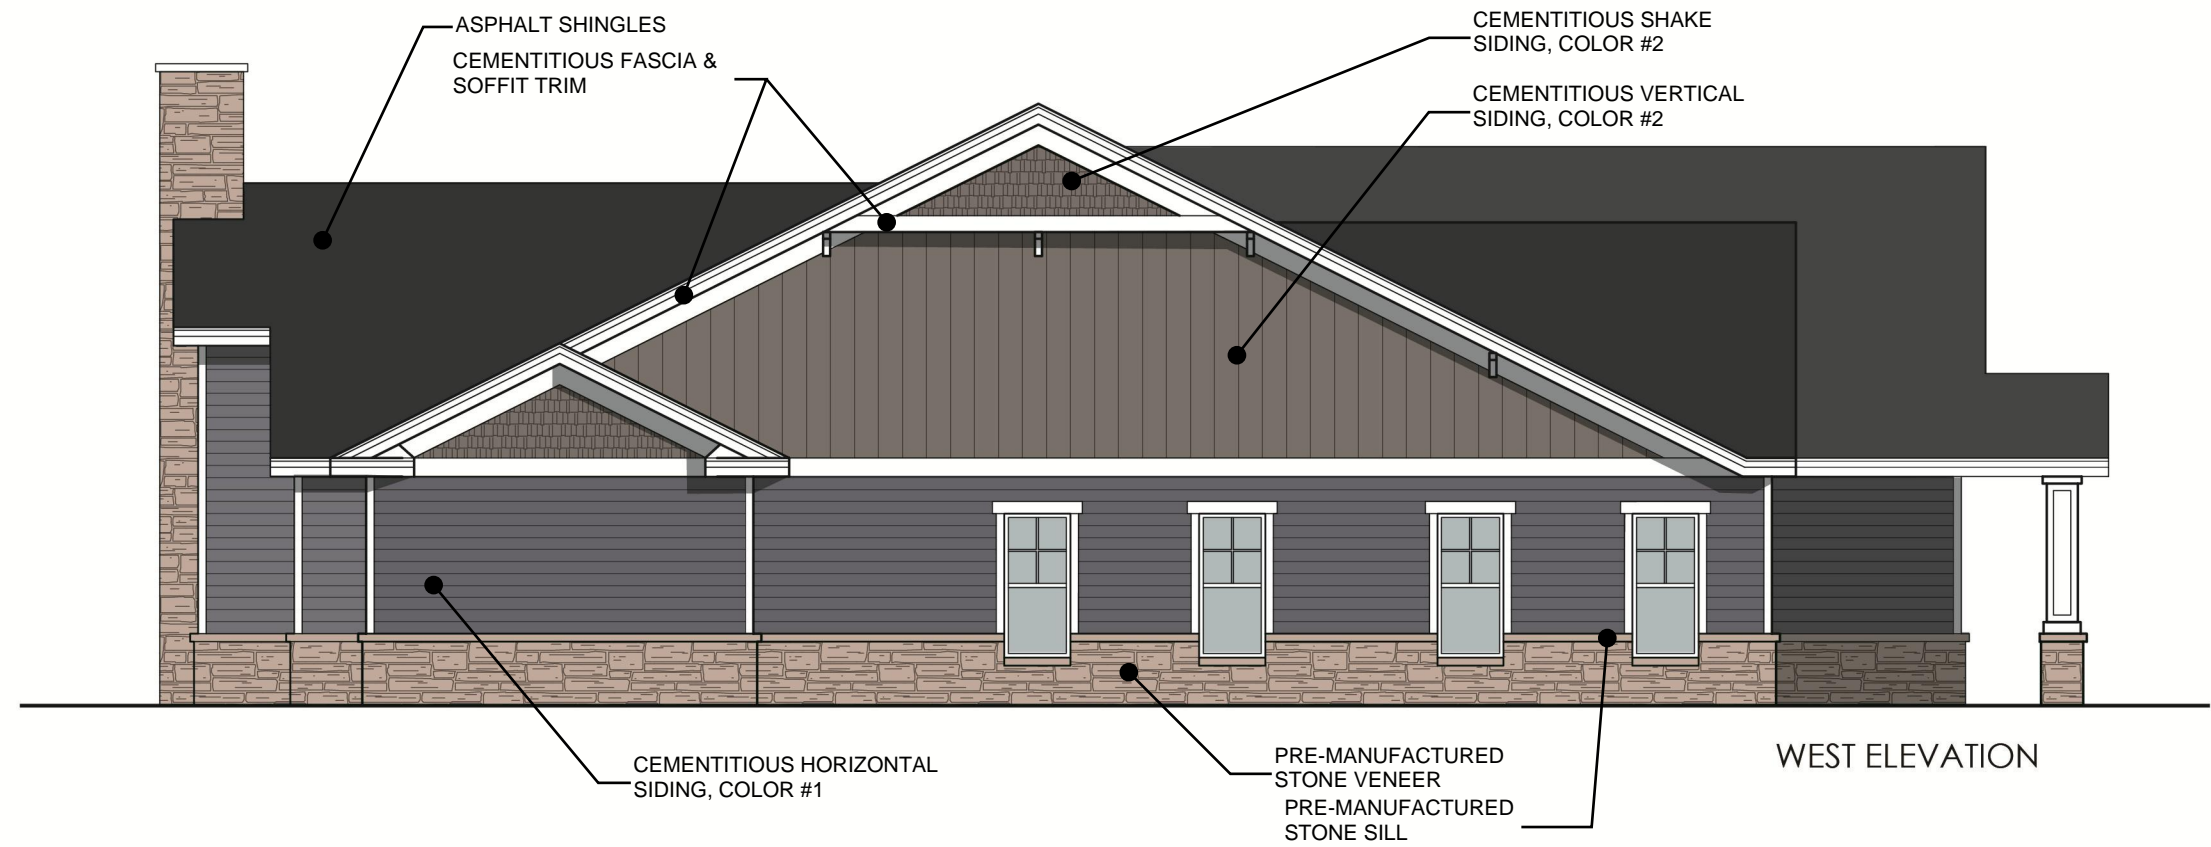 ASPHALT SHINGLES
CEMENTITIOUS FASCIA &
SOFFIT TRIM
CEMENTITIOUS SHAKE
SIDING, COLOR #2
CEMENTITIOUS VERTICAL
SIDING, COLOR #2
CEMENTITIOUS HORIZONTAL
SIDING, COLOR #1
PRE-MANUFACTURED
STONE VENEER
PRE-MANUFACTURED
STONE SILL
WEST ELEVATION